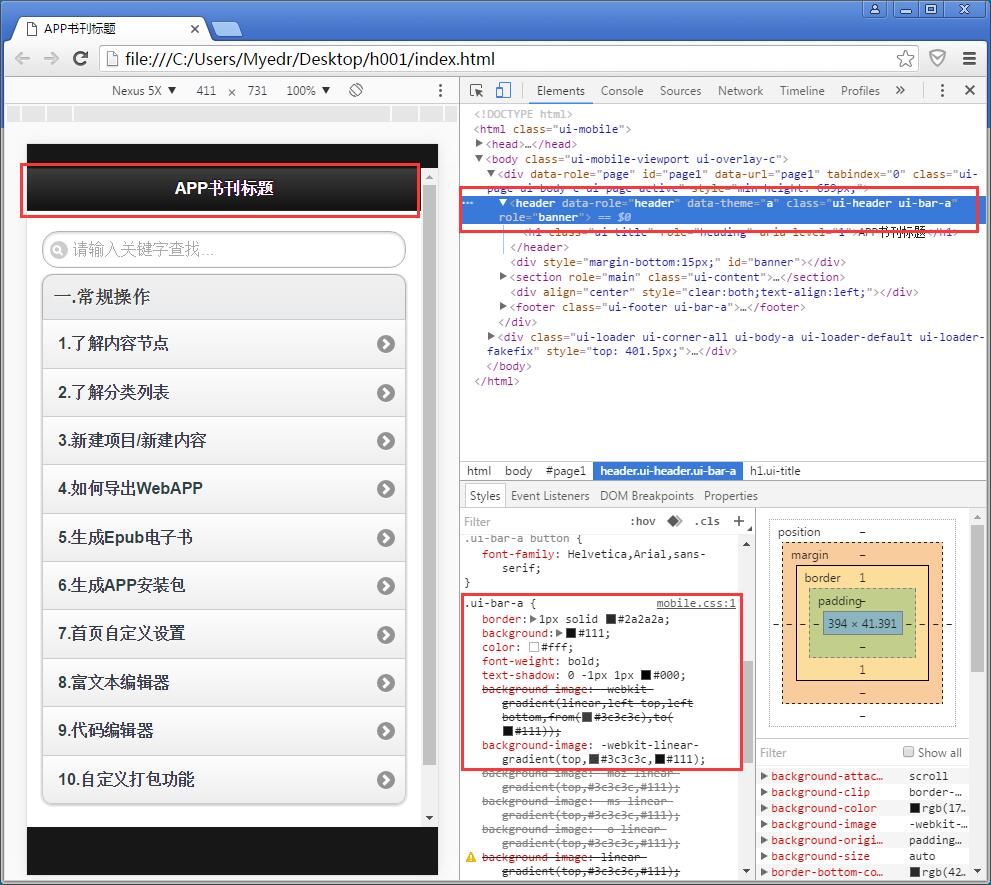 APP书刊标题
file:///C:/Users/Myedr/Desktop/h001/index.html
Nexus 5X ▼ 411 × 731 100% ▼
APP书刊标题
请输入关键字查找...
一.常规操作
1.了解内容节点
2.了解分类列表
3.新建项目/新建内容
4.如何导出WebAPP
5.生成Epub电子书
6.生成APP安装包
7.首页自定义设置
8.富文本编辑器
9.代码编辑器
10.自定义打包功能
Elements Console Sources Network Timeline Profiles »
<!DOCTYPE html>
<html class="ui-mobile">
▶<head>…</head>
▼<body class="ui-mobile-viewport ui-overlay-c">
▼<div data-role="page" id="page1" data-url="page1" tabindex="0" class="ui-
page ui-body-c ui-page-active" style="min-height: 659px;">
▼<header data-role="header" data-theme="a" class="ui-header ui-bar-a"
role="banner"> == $0
<h1 class="ui-title" role="heading" aria-level="1">APP书刊标题</h1>
</header>
<div style="margin-bottom:15px;" id="banner"></div>
▶<section role="main" class="ui-content">…</section>
<div align="center" style="clear:both;text-align:left;"></div>
▶<footer class="ui-footer ui-bar-a">…</footer>
</div>
▶<div class="ui-loader ui-corner-all ui-body-a ui-loader-default ui-loader-
fakefix" style="top: 401.5px;">…</div>
</body>
</html>
html body #page1 header.ui-header.ui-bar-a h1.ui-title
Styles Event Listeners DOM Breakpoints Properties
Filter :hov .cls +
.ui-bar-a button {
font-family: Helvetica,Arial,sans-
serif;
}
.ui-bar-a { mobile.css:1
border:▶1px solid #2a2a2a;
background:▶#111;
color: #fff;
font-weight: bold;
text-shadow: 0 -1px 1px #000;
background-image: -webkit-
gradient(linear,left top,left
bottom,from(#3c3c3c),to(
#111));
background-image: -webkit-linear-
gradient(top,#3c3c3c,#111);
background-image: -moz-linear-
gradient(top,#3c3c3c,#111);
background-image: -ms-linear-
gradient(top,#3c3c3c,#111);
background-image: -o-linear-
gradient(top,#3c3c3c,#111);
background-image: linear-
gradient(top,#3c3c3c,#111);
position –
margin –
border 1
padding –
– – – 394 × 41.391 – – –
–
1
–
–
Filter Show all
▶background-attac… scroll
▶background-clip border-…
▶background-color rgb(17…
▶background-image -webkit-…
▶background-origi… padding…
▶background-size auto
▶border-bottom-co… rgb(42…